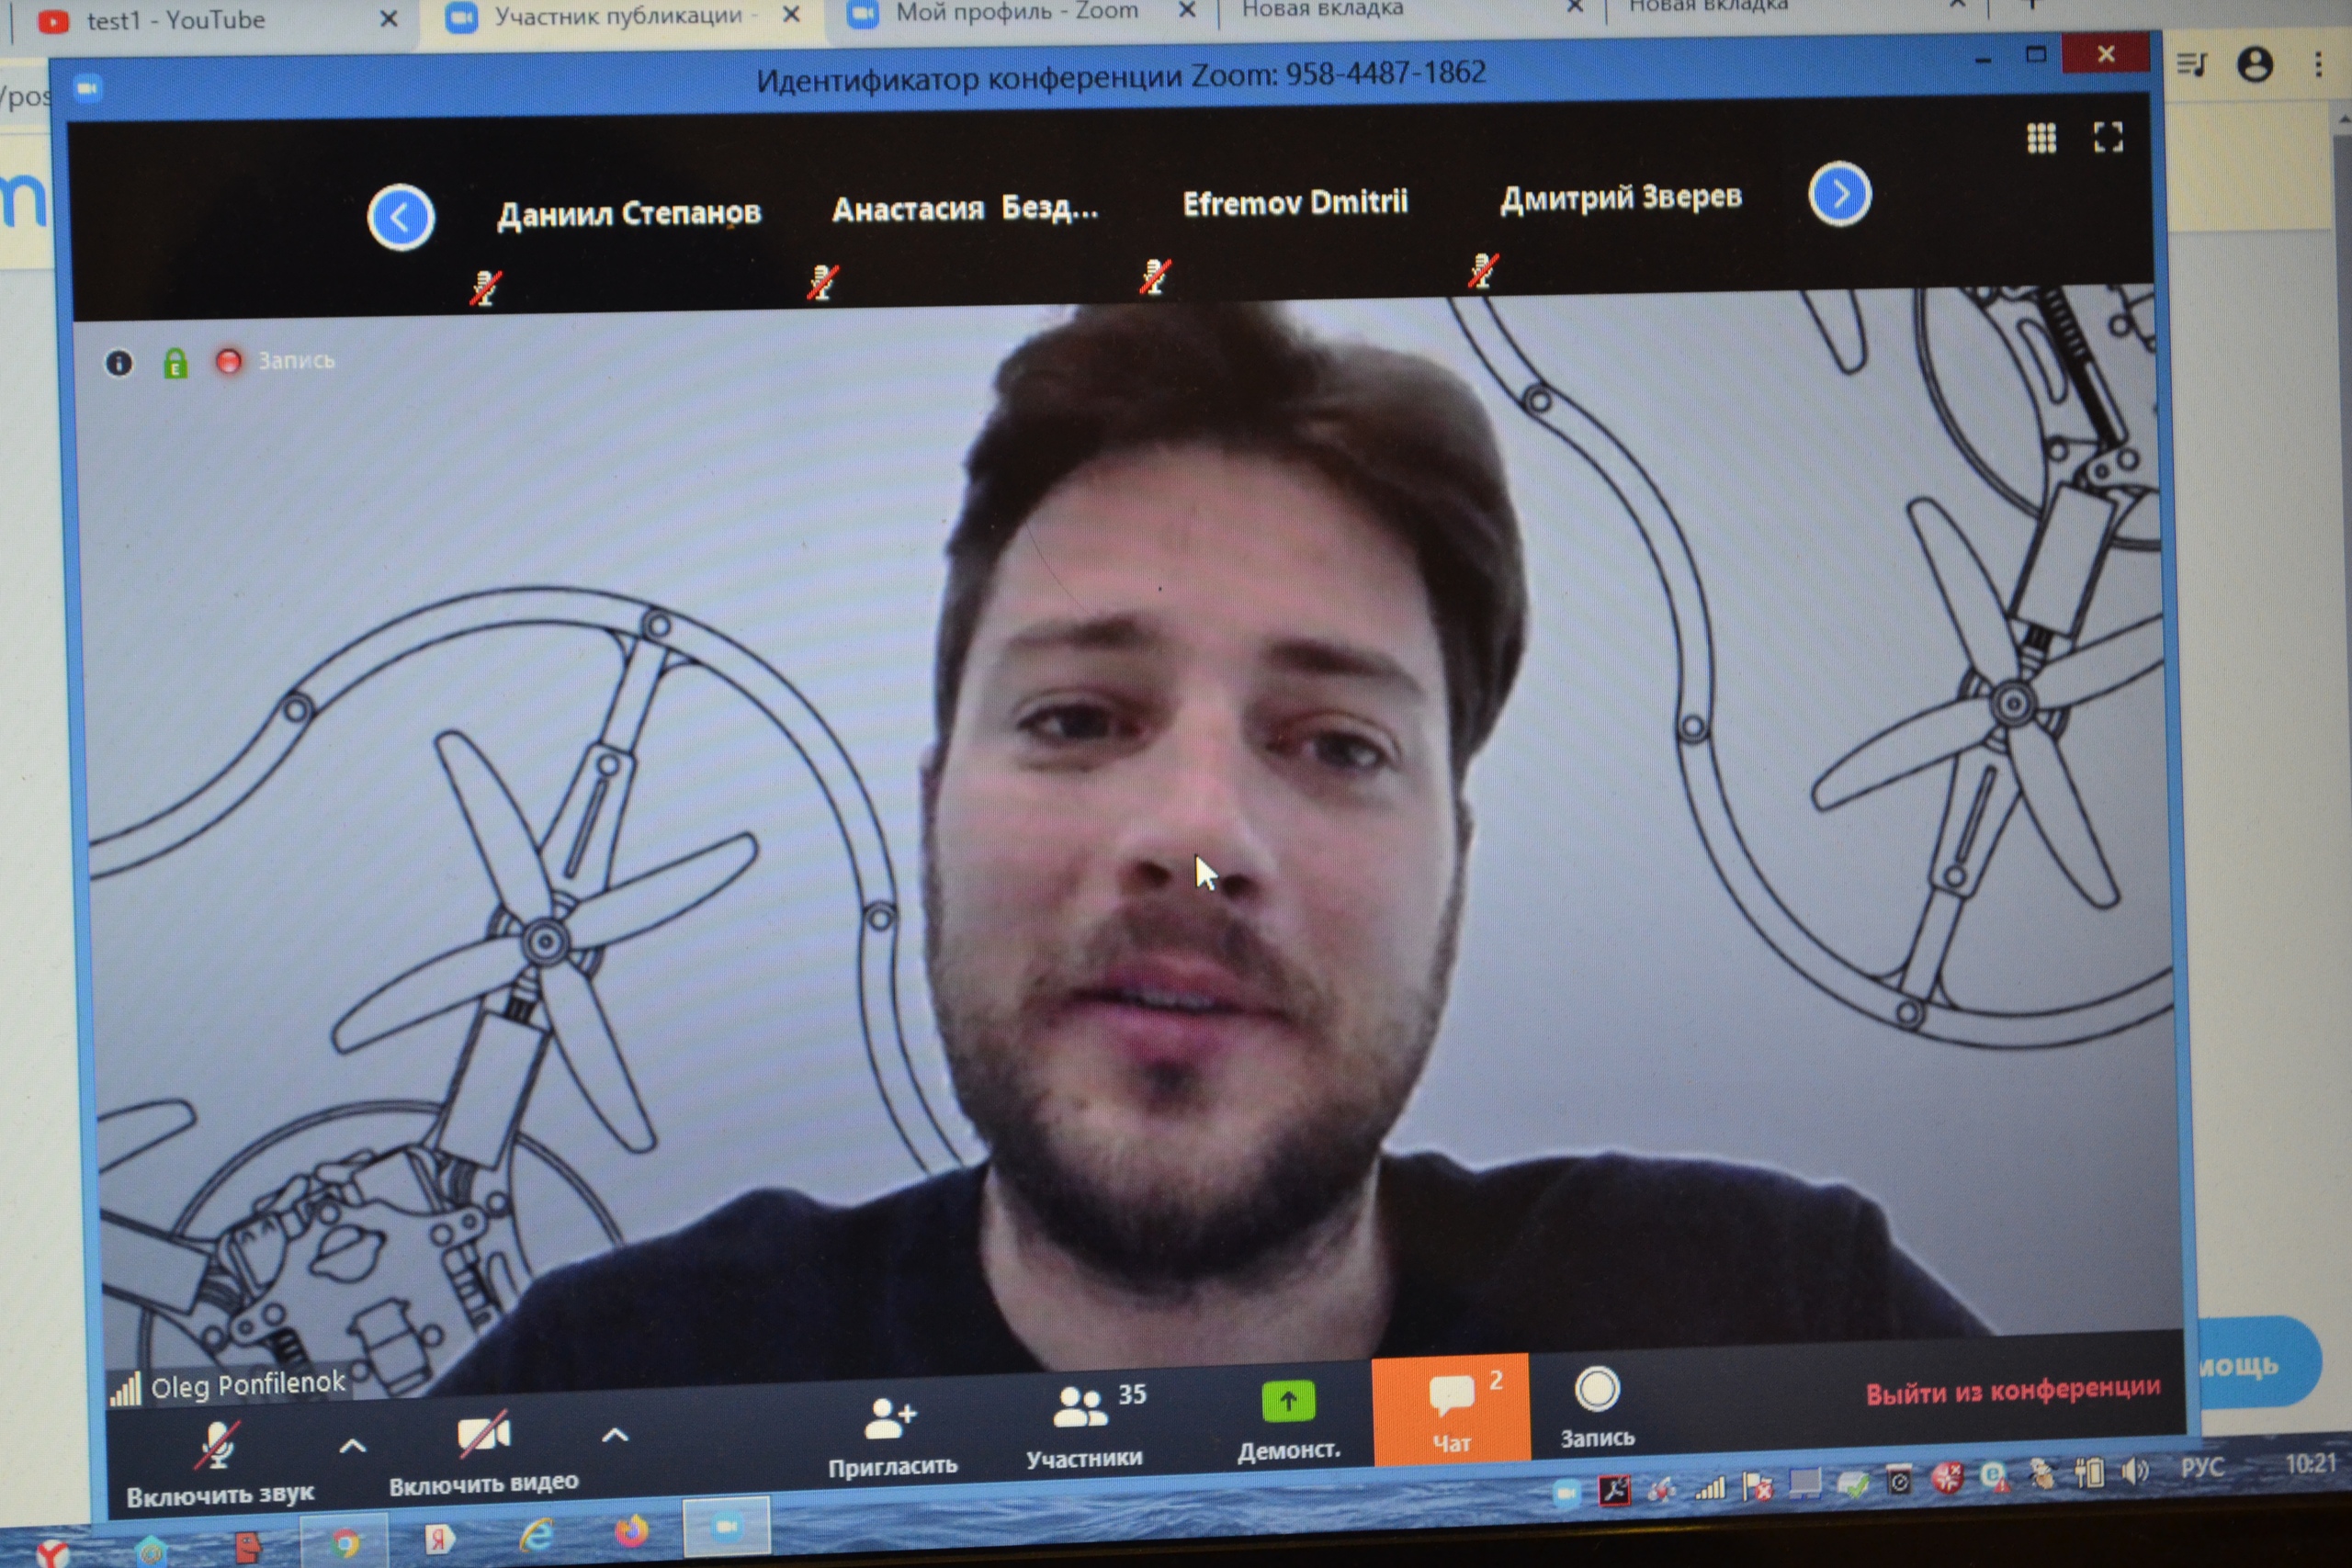 test1 - YouTube
Участник публикации -
Мой профиль - Zoom
Новая вкладка
Новая вкладка
/pos
Идентификатор конференции Zoom: 958-4487-1862
m
Даниил Степанов
Анастасия Безд...
Efremov Dmitrii
Дмитрий Зверев
Запись
Oleg Ponfilenok
мощь
Включить звук
Включить видео
Пригласить
35
Участники
Демонст.
2
Чат
Запись
Выйти из конференции
РУС
10:21